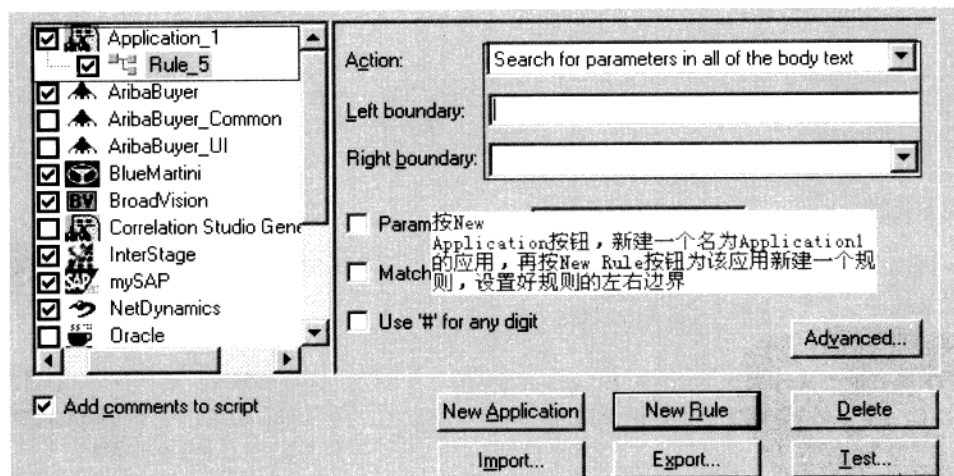 Application_1
Rule_5
AribaBuyer
AribaBuyer_Common
AribaBuyer_UI
BlueMartini
BV BroadVision
Correlation Studio Gene
InterStage
SAP mySAP
NetDynamics
Oracle
Action: Search for parameters in all of the body text
Left boundary:
Right boundary:
Param
按New
Application按钮，新建一个名为Application1
的应用，再按New Rule按钮为该应用新建一个规
则，设置好规则的左右边界
Match
Use '#' for any digit
Advanced...
Add comments to script
New Application New Rule Delete
Import... Export... Test...